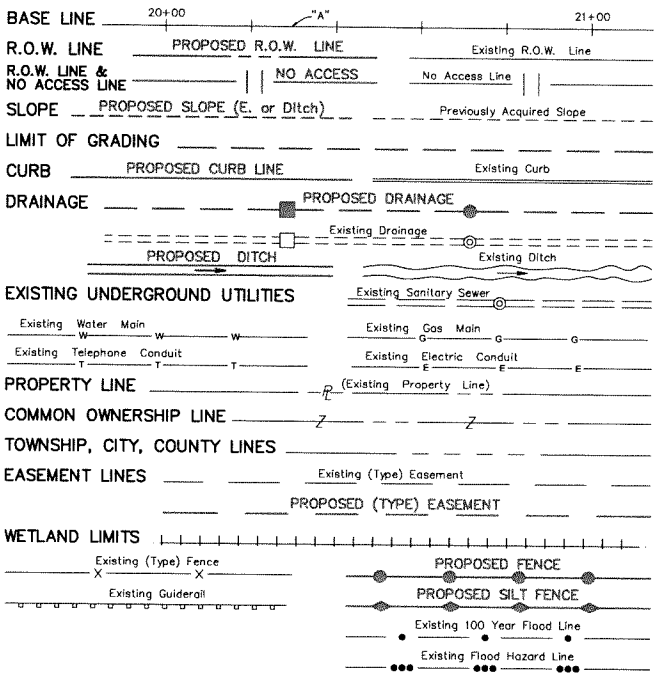 BASE LINE 20+00 "A" 21+00
R.O.W. LINE PROPOSED R.O.W. LINE Existing R.O.W. Line
R.O.W. LINE &
NO ACCESS LINE NO ACCESS No Access Line
SLOPE PROPOSED SLOPE (E. or Ditch) Previously Acquired Slope
LIMIT OF GRADING
CURB PROPOSED CURB LINE Existing Curb
DRAINAGE PROPOSED DRAINAGE
Existing Drainage
PROPOSED DITCH Existing Ditch
EXISTING UNDERGROUND UTILITIES Existing Sanitary Sewer
Existing Water Main Existing Gas Main
W W W G G G
Existing Telephone Conduit Existing Electric Conduit
T T T E E E
PROPERTY LINE PL (Existing Property Line)
COMMON OWNERSHIP LINE Z Z
TOWNSHIP, CITY, COUNTY LINES
EASEMENT LINES Existing (Type) Easement
PROPOSED (TYPE) EASEMENT
WETLAND LIMITS
Existing (Type) Fence PROPOSED FENCE
X X
Existing Guiderail PROPOSED SILT FENCE
Existing 100 Year Flood Line
Existing Flood Hazard Line